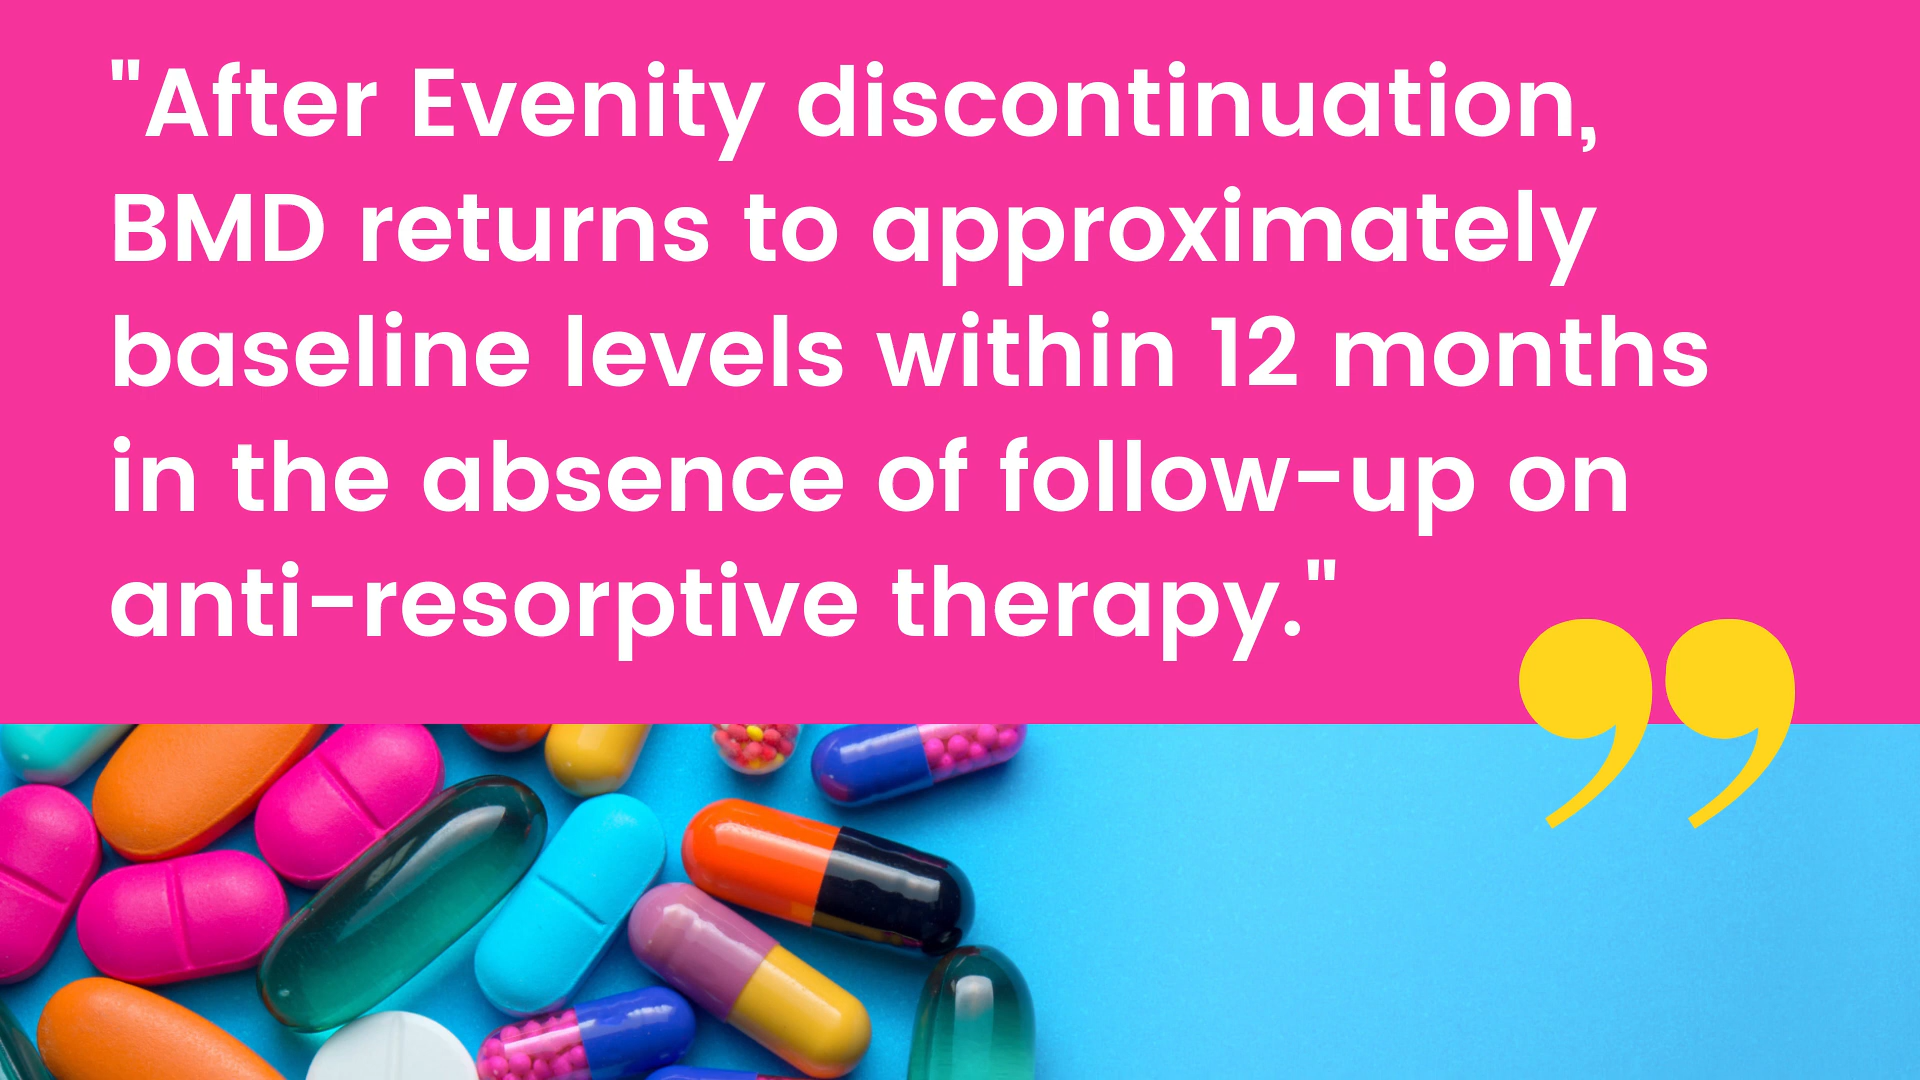 "After Evenity discontinuation,
BMD returns to approximately
baseline levels within 12 months
in the absence of follow-up on
anti-resorptive therapy."
”